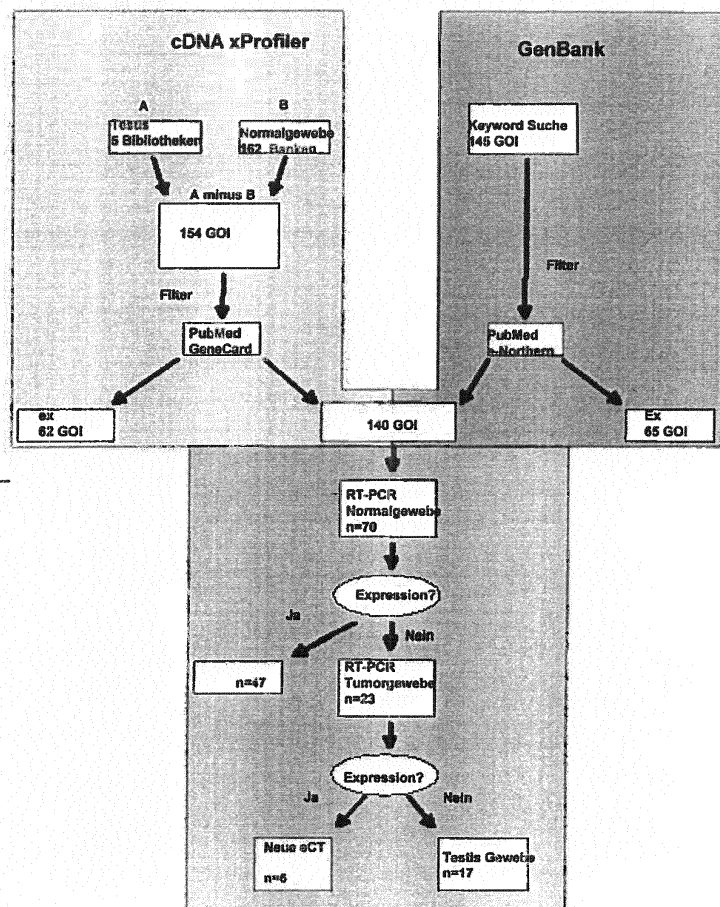 cDNA xProfiler
GenBank
A
B
Testis
5 Bibliotheken
Normalgewebe
162 Banken
Keyword Suche
145 GOI
A minus B
154 GOI
Filter
Filter
PubMed
GeneCard
PubMed
e-Northern
ex
62 GOI
140 GOI
Ex
65 GOI
RT-PCR
Normalgewebe
n=70
Expression?
Ja
Nein
n=47
RT-PCR
Tumorgewebe
n=23
Expression?
Ja
Nein
Neue eCT
n=6
Testis Gewebe
n=17